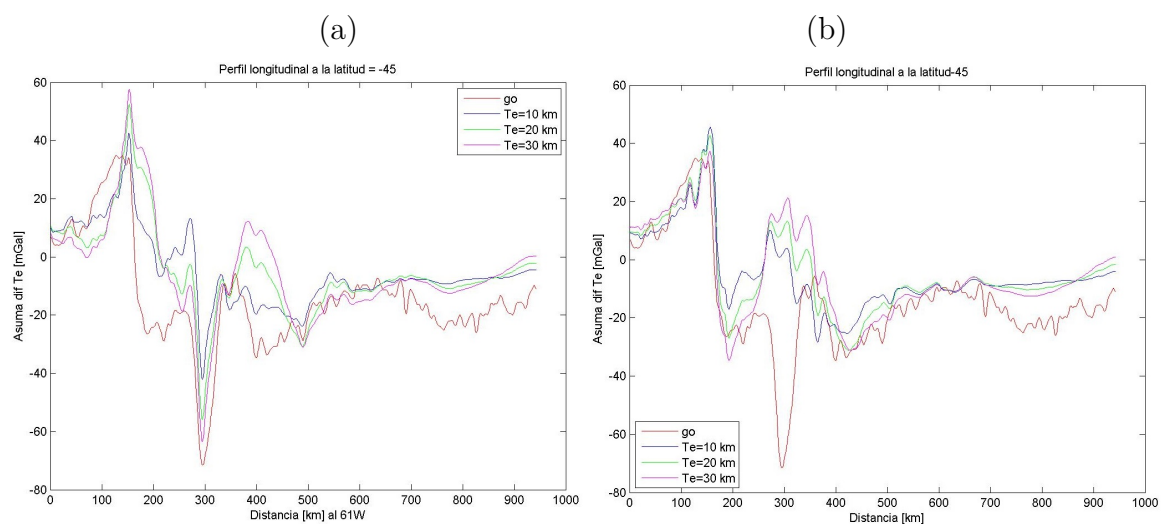 (a)
Perfil longitudinal a la latitud = -45
60
40
20
0
-20
-40
-60
-80
Asuma dif Te [mGal]
go
Te=10 km
Te=20 km
Te=30 km
0 100 200 300 400 500 600 700 800 900 1000
Distancia [km] al 61W
(b)
Perfil longitudinal a la latitud-45
60
40
20
0
-20
-40
-60
-80
Asuma dif Te [mGal]
go
Te=10 km
Te=20 km
Te=30 km
0 100 200 300 400 500 600 700 800 900 1000
Distancia [km]